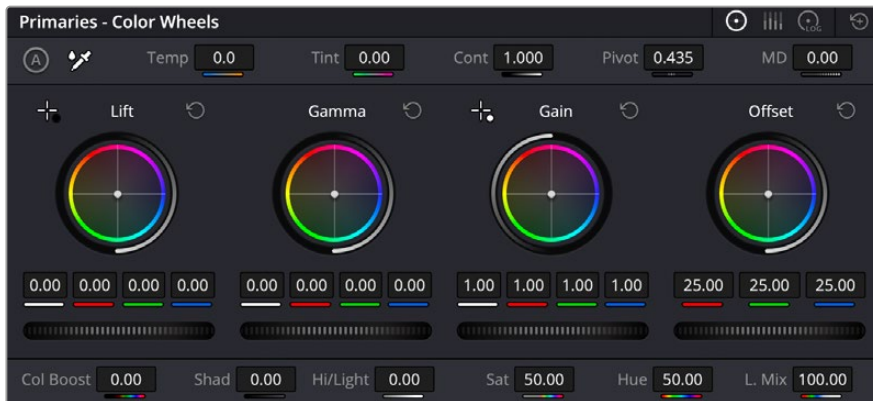 Primaries - Color Wheels
LOG
A Temp 0.0 Tint 0.00 Cont 1.000 Pivot 0.435 MD 0.00
Lift Gamma Gain Offset
0.00 0.00 0.00 0.00 0.00 0.00 0.00 0.00 1.00 1.00 1.00 1.00 25.00 25.00 25.00
Col Boost 0.00 Shad 0.00 Hi/Light 0.00 Sat 50.00 Hue 50.00 L. Mix 100.00